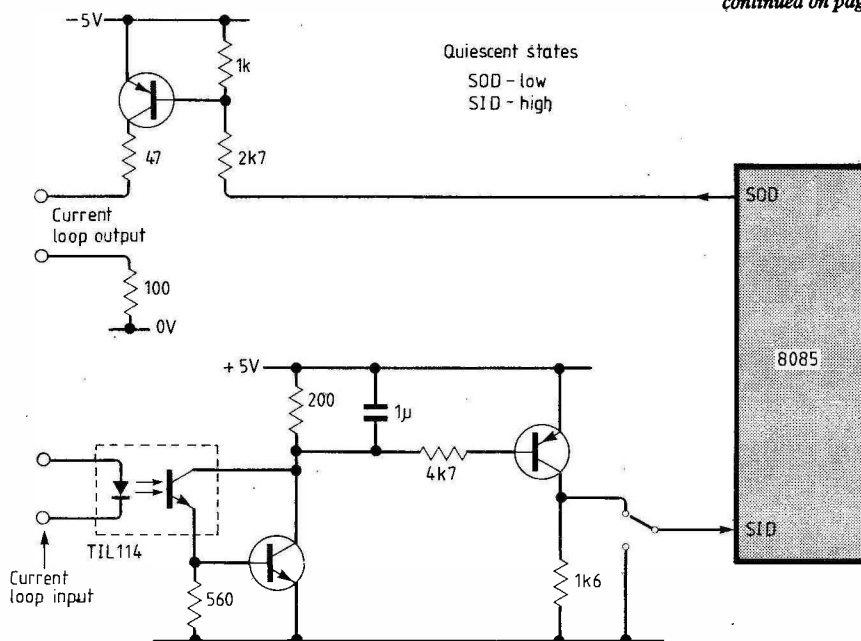 continued on pag
−5V
1k
Quiescent states
SOD - low
SID - high
47
2k7
SOD
Current
loop output
100
0V
8085
+5V
200
1μ
4k7
TIL114
SID
Current
loop input
560
1k6